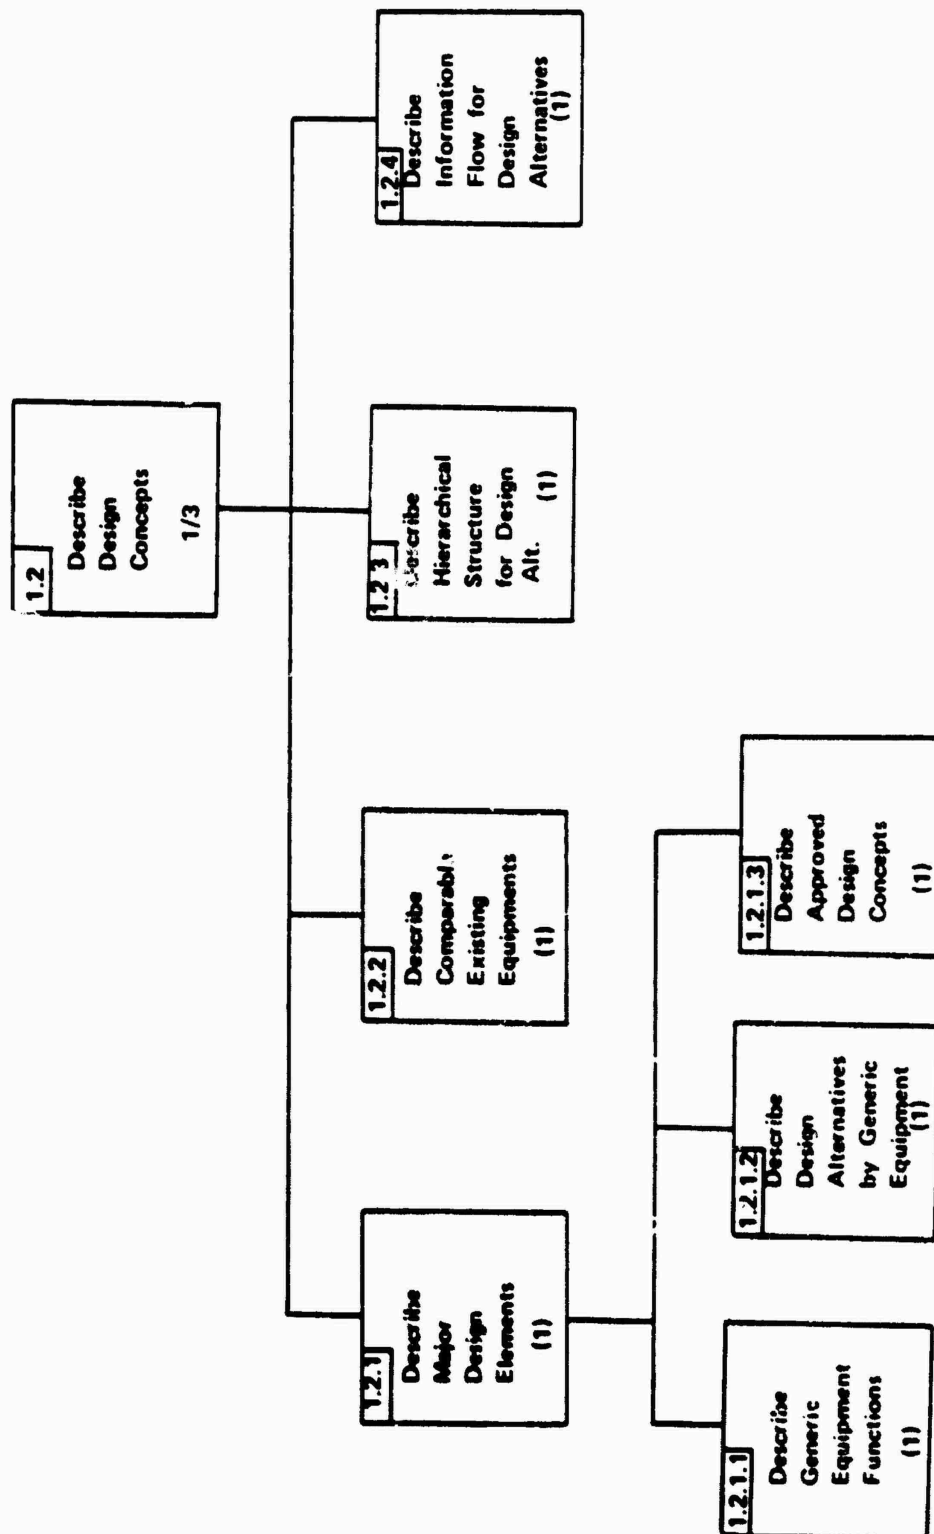 1.2
Describe
Design
Concepts
1/3
1.2.1
Describe
Major
Design
Elements
(1)
1.2.2
Describe
Comparable
Existing
Equipments
(1)
1.2 3
Describe
Hierarchical
Structure
for Design
Alt.
(1)
1.2.4
Describe
Information
Flow for
Design
Alternatives
(1)
1.2.1.1
Describe
Generic
Equipment
Functions
(1)
1.2.1.2
Describe
Design
Alternatives
by Generic
Equipment
(1)
1.2.1.3
Describe
Approved
Design
Concepts
(1)